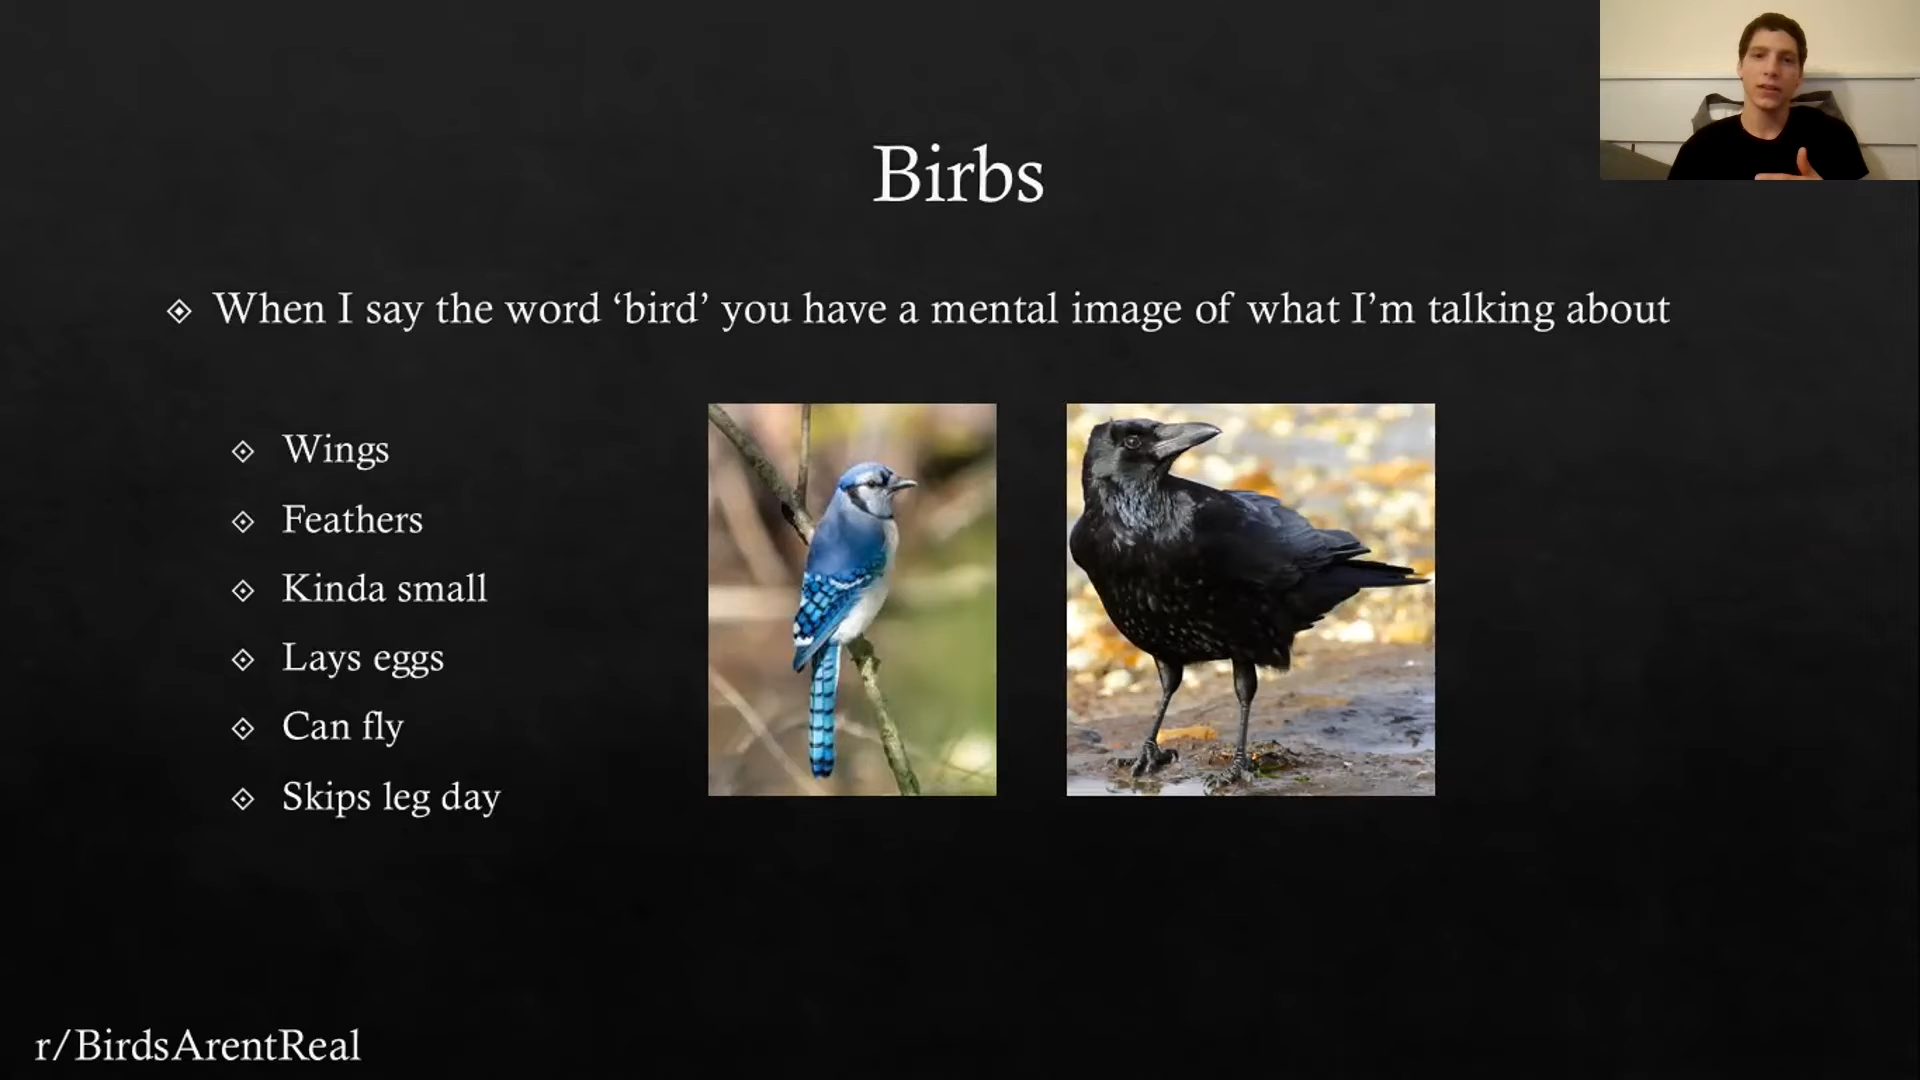 Birbs
When I say the word ‘bird’ you have a mental image of what I’m talking about
Wings
Feathers
Kinda small
Lays eggs
Can fly
Skips leg day
r/BirdsArentReal